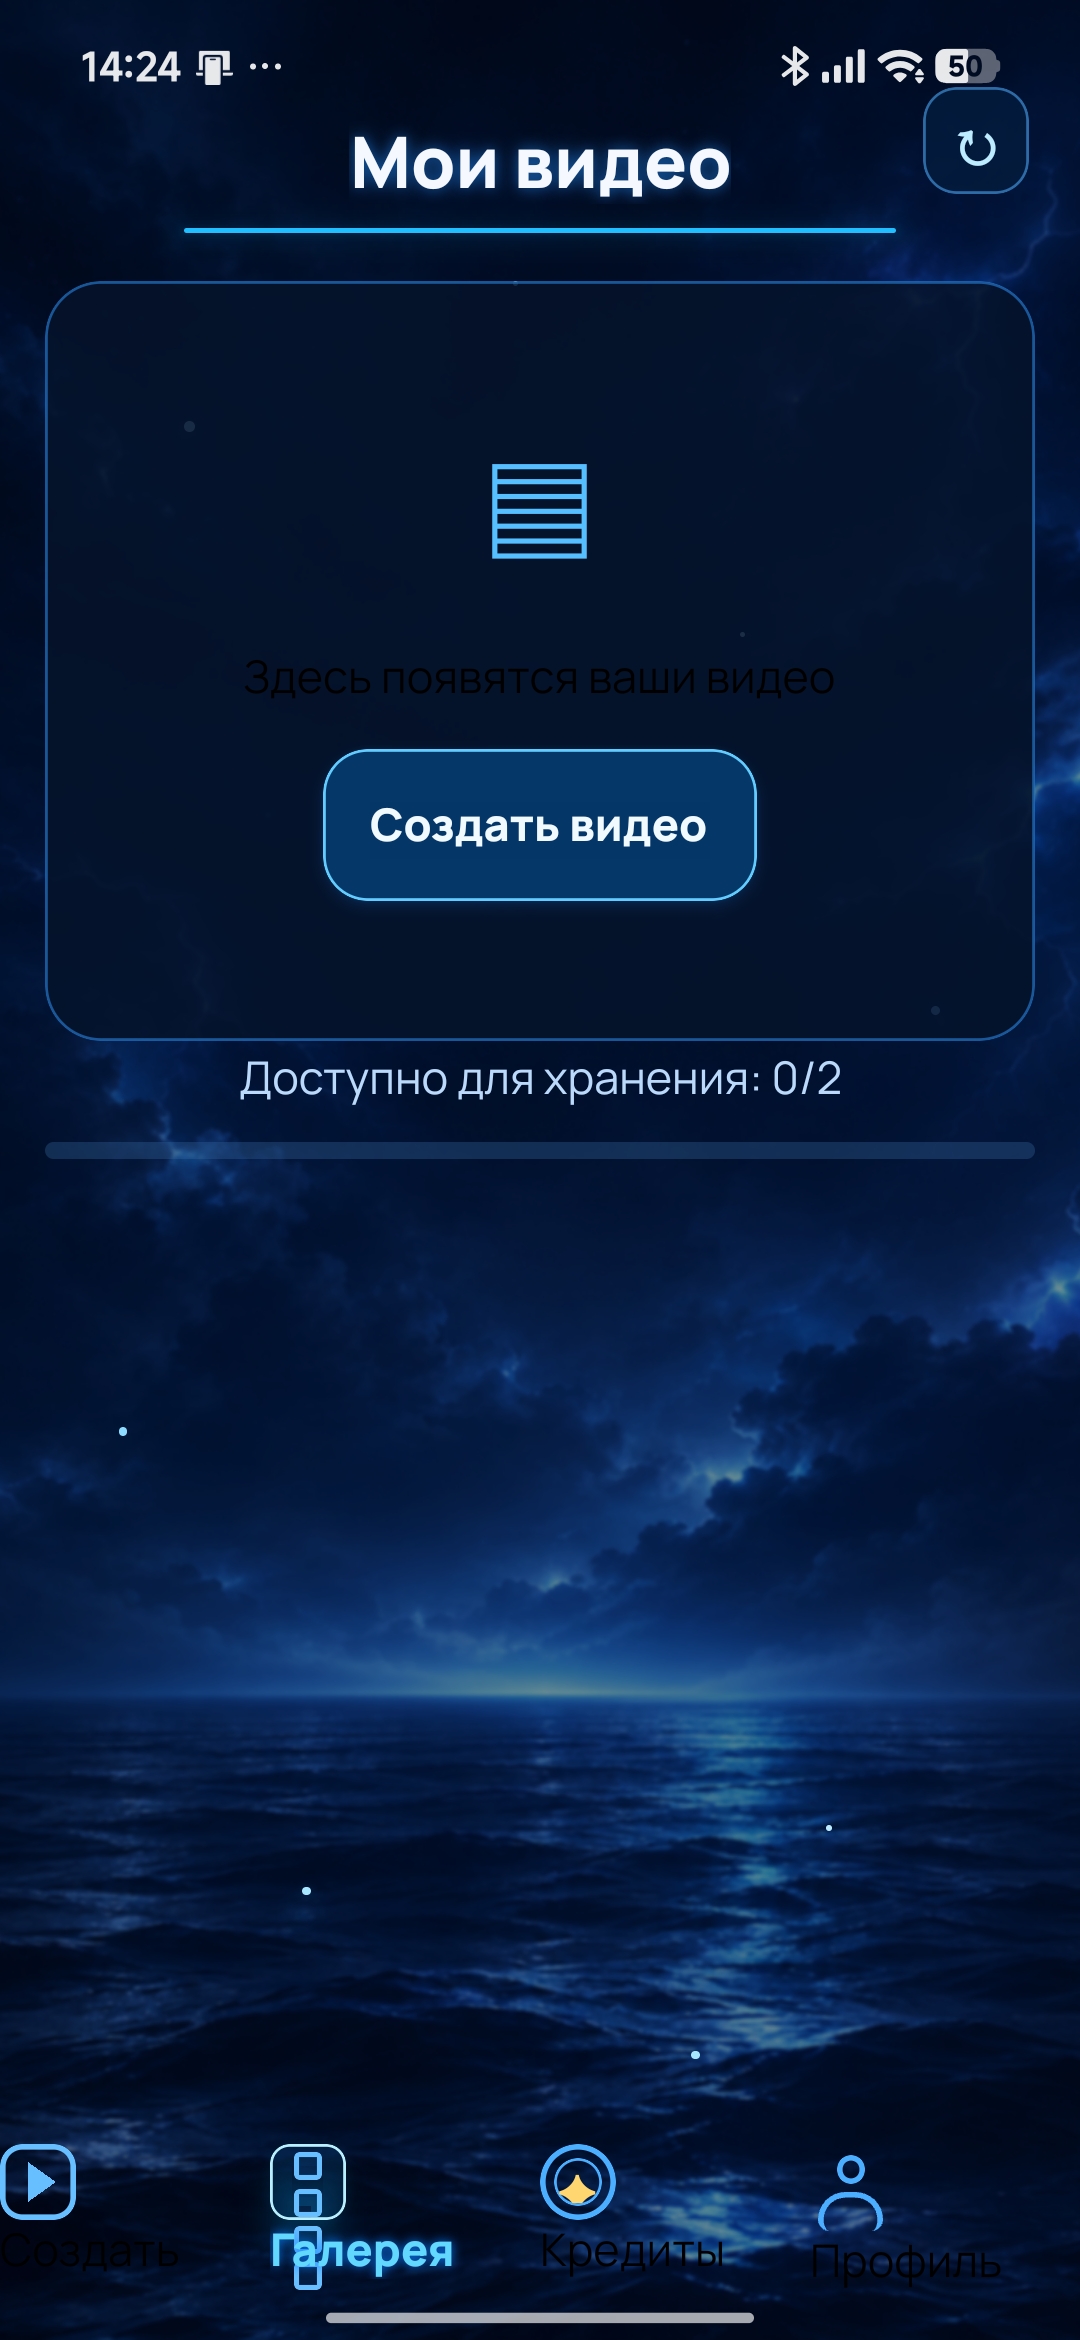 14:24
50
Мои видео
Здесь появятся ваши видео
Создать видео
Доступно для хранения: 0/2
Создать
Галерея
Кредиты
Профиль